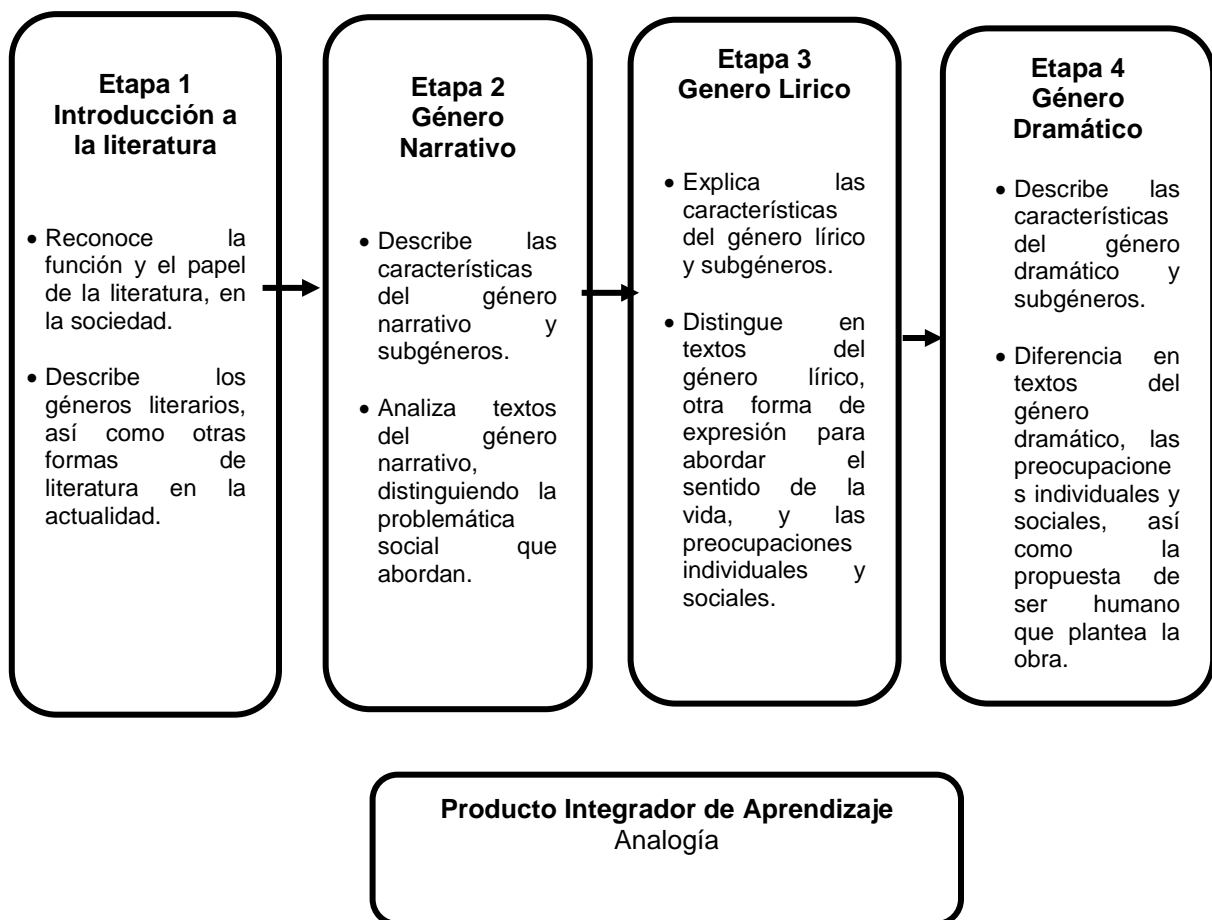 Etapa 1
Introducción a
la literatura
• Reconoce la
función y el papel
de la literatura, en
la sociedad.
• Describe los
géneros literarios,
así como otras
formas de
literatura en la
actualidad.
Etapa 2
Género
Narrativo
• Describe las
características
del género
narrativo y
subgéneros.
• Analiza textos
del género
narrativo,
distinguiendo la
problemática
social que
abordan.
Etapa 3
Genero Lirico
• Explica las
características
del género lírico
y subgéneros.
• Distingue en
textos del
género lírico,
otra forma de
expresión para
abordar el
sentido de la
vida, y las
preocupaciones
individuales y
sociales.
Etapa 4
Género
Dramático
• Describe las
características
del género
dramático y
subgéneros.
• Diferencia en
textos del
género
dramático, las
preocupacione
s individuales y
sociales, así
como la
propuesta de
ser humano
que plantea la
obra.
Producto Integrador de Aprendizaje
Analogía